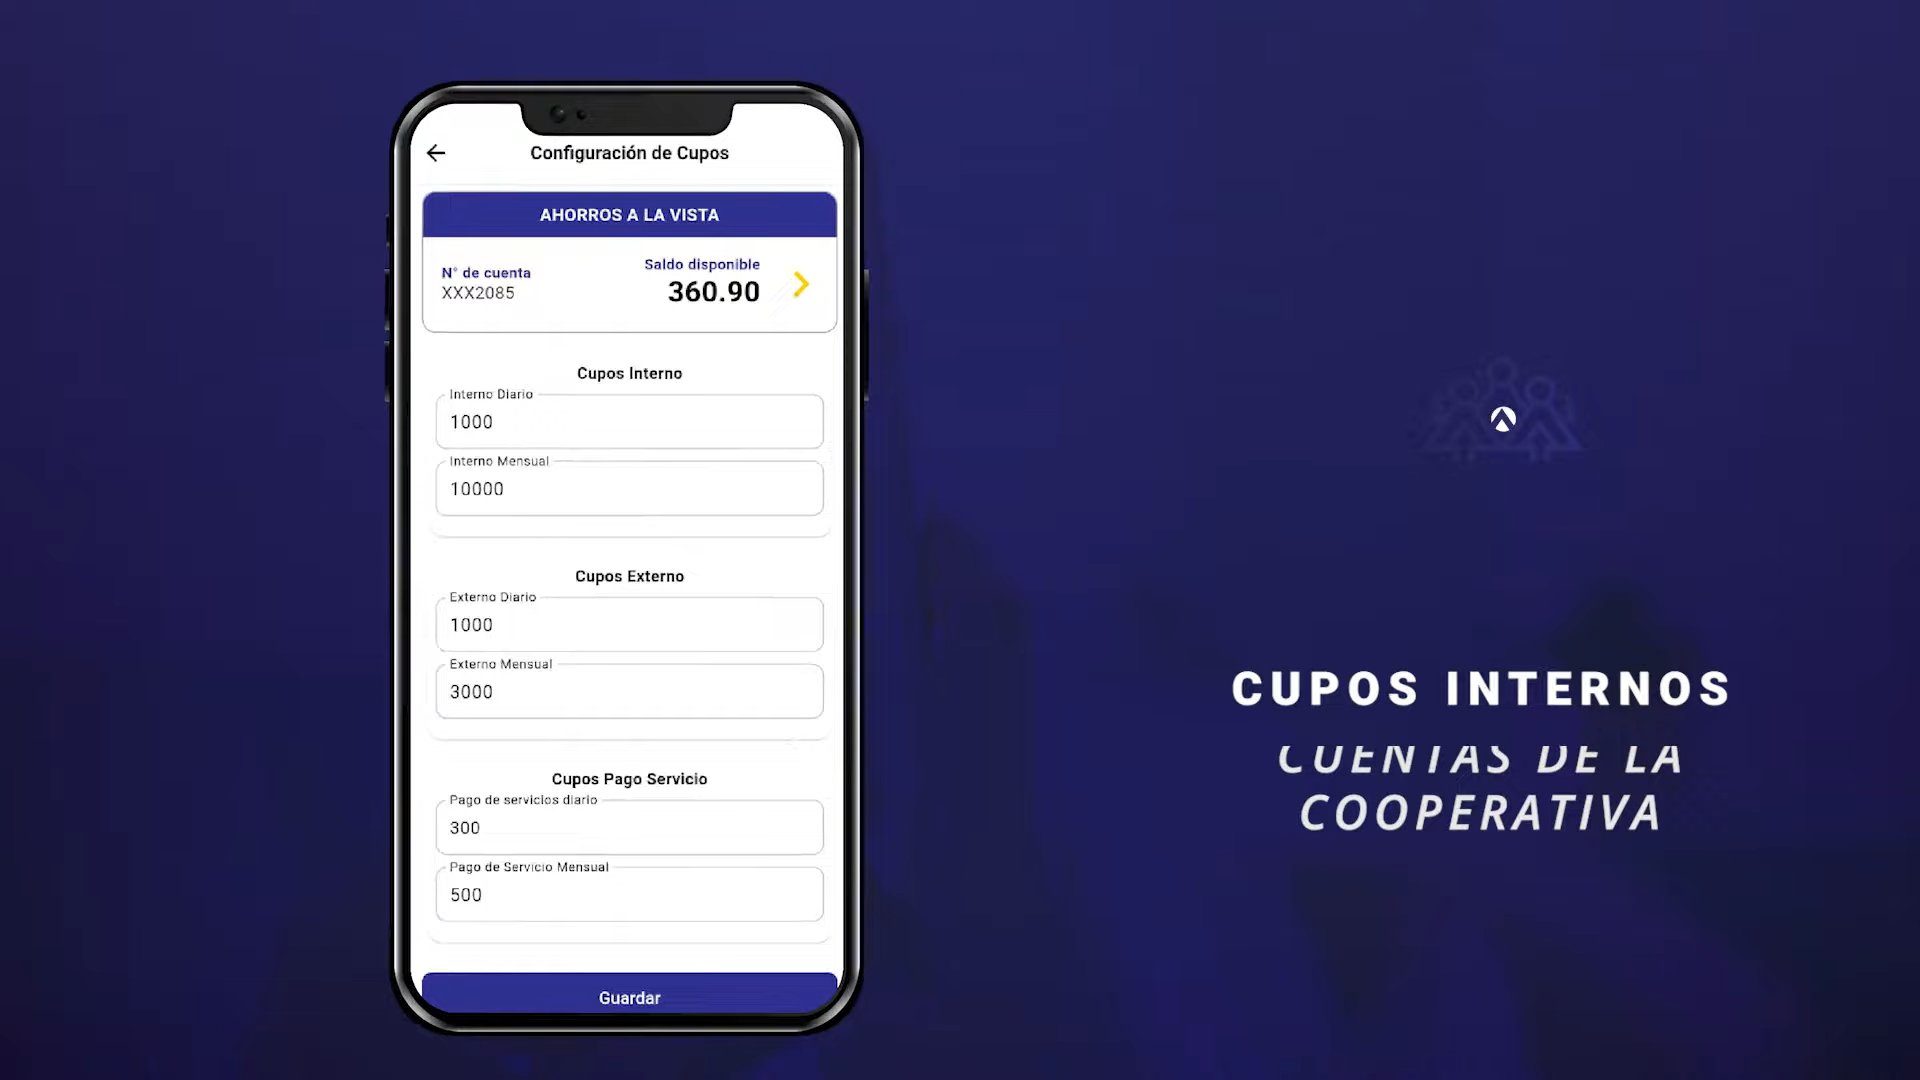 Configuración de Cupos
AHORROS A LA VISTA
N° de cuenta
XXX2085
Saldo disponible
360.90
Cupos Interno
Interno Diario
1000
Interno Mensual
10000
Cupos Externo
Externo Diario
1000
Externo Mensual
3000
Cupos Pago Servicio
Pago de servicios diario
300
Pago de Servicio Mensual
500
Guardar
CUPOS INTERNOS
CUENTAS DE LA
COOPERATIVA